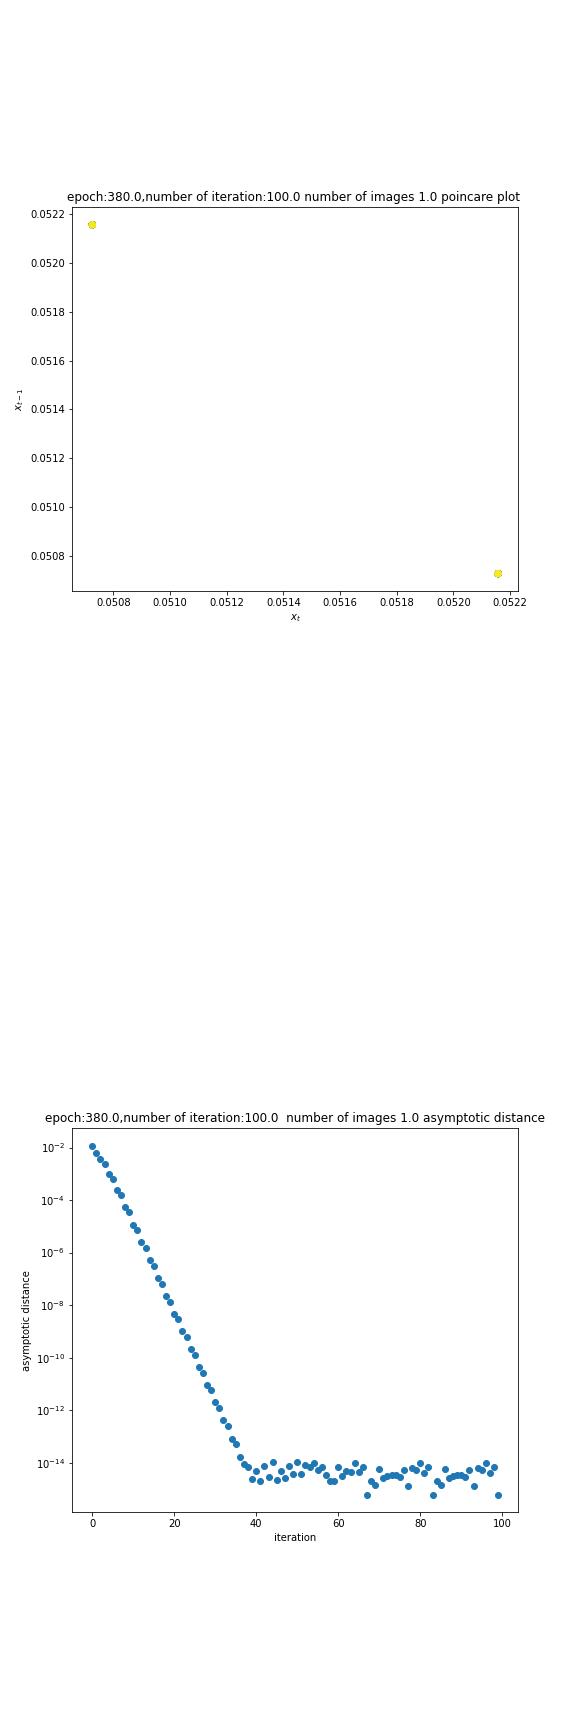 epoch:380.0,number of iteration:100.0 number of images 1.0 poincare plot
0.0522
0.0520
0.0518
0.0516
0.0514
0.0512
0.0510
0.0508
x_{t-1}
0.0508 0.0510 0.0512 0.0514 0.0516 0.0518 0.0520 0.0522
x_t
epoch:380.0,number of iteration:100.0  number of images 1.0 asymptotic distance
10^{-2}
10^{-4}
10^{-6}
10^{-8}
10^{-10}
10^{-12}
10^{-14}
asymptotic distance
0 20 40 60 80 100
iteration